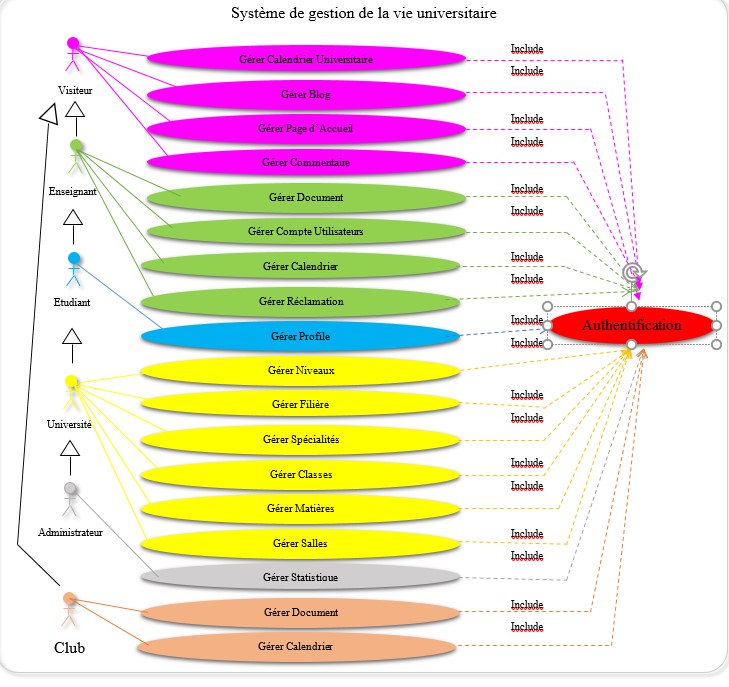 Système de gestion de la vie universitaire
Include
Gérer Calendrier Universitaire
Include
Visiteur
Gérer Blog
Include
Gérer Page d’Accueil
Include
Gérer Commentaire
Enseignant
Include
Gérer Document
Include
Gérer Compte Utilisateurs
Include
Gérer Calendrier
Include
Etudiant
Gérer Réclamation
Include
Authentification
Gérer Profile
Include
Gérer Niveaux
Include
Gérer Filière
Include
Université
Gérer Spécialités
Include
Gérer Classes
Include
Gérer Matières
Administrateur
Include
Gérer Salles
Include
Gérer Statistique
Include
Gérer Document
Include
Club
Gérer Calendrier